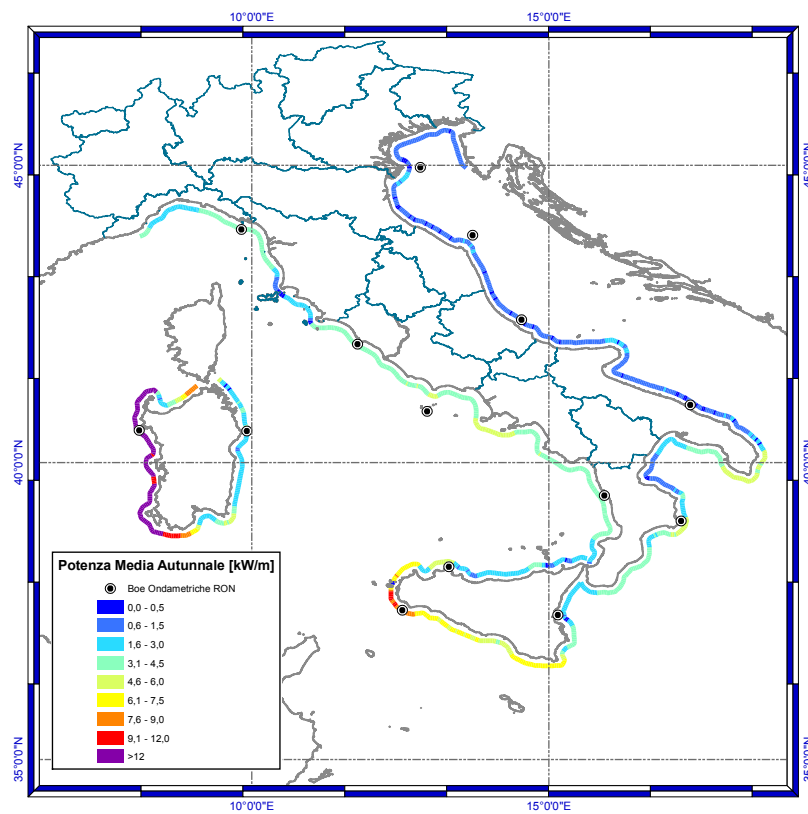 10°0'0"E 15°0'0"E
45°0'0"N 45°0'0"N
40°0'0"N 40°0'0"N
35°0'0"N 35°0'0"N
Potenza Media Autunnale [kW/m]
Boe Ondametriche RON
0,0 - 0,5
0,6 - 1,5
1,6 - 3,0
3,1 - 4,5
4,6 - 6,0
6,1 - 7,5
7,6 - 9,0
9,1 - 12,0
>12
10°0'0"E 15°0'0"E